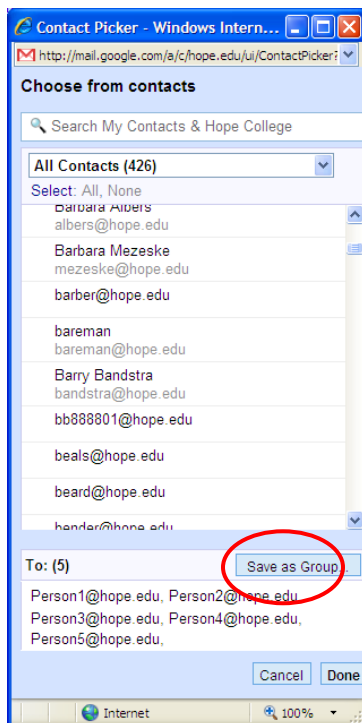 Contact Picker - Windows Intern...
http://mail.google.com/a/c/hope.edu/ui/ContactPicker?
Choose from contacts
Search My Contacts & Hope College
All Contacts (426)
Select: All, None
Barbara Albers
albers@hope.edu
Barbara Mezeske
mezeske@hope.edu
barber@hope.edu
bareman
bareman@hope.edu
Barry Bandstra
bandstra@hope.edu
bb888801@hope.edu
beals@hope.edu
beard@hope.edu
bender@hope.edu
To: (5) Save as Group...
Person1@hope.edu, Person2@hope.edu,
Person3@hope.edu, Person4@hope.edu,
Person5@hope.edu,
Cancel Done
Internet 100%